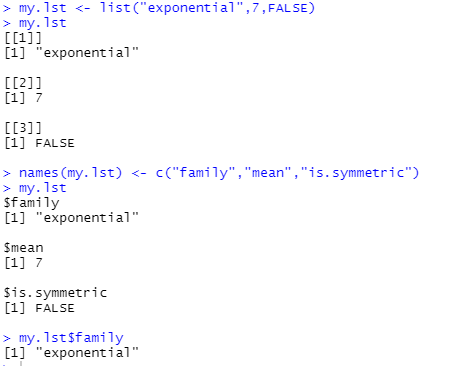 > my.lst <- list("exponential",7,FALSE)
> my.lst
[[1]]
[1] "exponential"
[[2]]
[1] 7
[[3]]
[1] FALSE
> names(my.lst) <- c("family","mean","is.symmetric")
> my.lst
$family
[1] "exponential"
$mean
[1] 7
$is.symmetric
[1] FALSE
> my.lst$family
[1] "exponential"
>